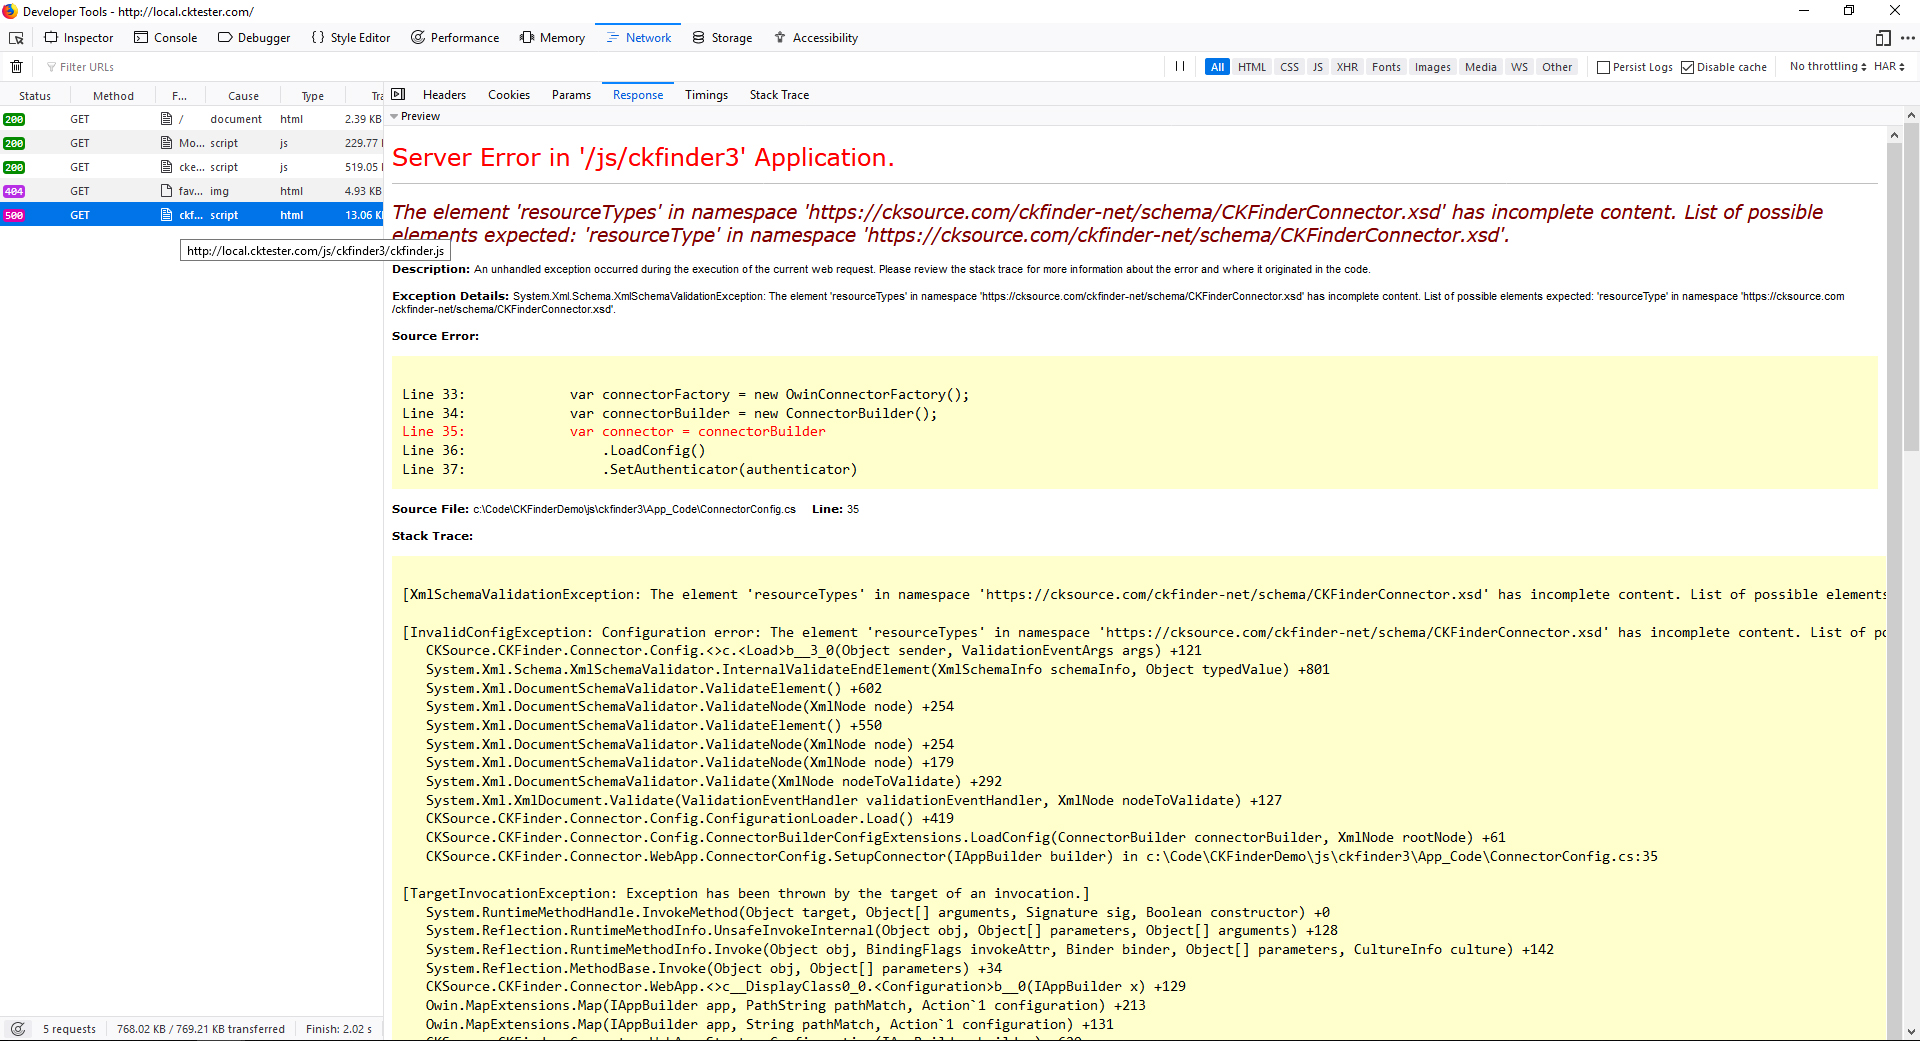 Developer Tools - http://local.cktester.com/
Inspector Console Debugger Style Editor Performance Memory Network Storage Accessibility
Filter URLs
All HTML CSS JS XHR Fonts Images Media WS Other Persist Logs Disable cache No throttling HAR
Status Method F... Cause Type Tra
Headers Cookies Params Response Timings Stack Trace
200 GET / document html 2.39 KB
200 GET Mo... script js 229.77
200 GET cke... script js 519.05
404 GET fav... img html 4.93 KB
500 GET ckf... script html 13.06 K
http://local.cktester.com/js/ckfinder3/ckfinder.js
Preview
Server Error in '/js/ckfinder3' Application.
The element 'resourceTypes' in namespace 'https://cksource.com/ckfinder-net/schema/CKFinderConnector.xsd' has incomplete content. List of possible
elements expected: 'resourceType' in namespace 'https://cksource.com/ckfinder-net/schema/CKFinderConnector.xsd'.
Description: An unhandled exception occurred during the execution of the current web request. Please review the stack trace for more information about the error and where it originated in the code.
Exception Details: System.Xml.Schema.XmlSchemaValidationException: The element 'resourceTypes' in namespace 'https://cksource.com/ckfinder-net/schema/CKFinderConnector.xsd' has incomplete content. List of possible elements expected: 'resourceType' in namespace 'https://cksource.com
/ckfinder-net/schema/CKFinderConnector.xsd'.
Source Error:
Line 33: var connectorFactory = new OwinConnectorFactory();
Line 34: var connectorBuilder = new ConnectorBuilder();
Line 35: var connector = connectorBuilder
Line 36: .LoadConfig()
Line 37: .SetAuthenticator(authenticator)
Source File: c:\Code\CKFinderDemo\js\ckfinder3\App_Code\ConnectorConfig.cs Line: 35
Stack Trace:
[XmlSchemaValidationException: The element 'resourceTypes' in namespace 'https://cksource.com/ckfinder-net/schema/CKFinderConnector.xsd' has incomplete content. List of possible elements
[InvalidConfigException: Configuration error: The element 'resourceTypes' in namespace 'https://cksource.com/ckfinder-net/schema/CKFinderConnector.xsd' has incomplete content. List of po
CKSource.CKFinder.Connector.Config.<>c.<Load>b__3_0(Object sender, ValidationEventArgs args) +121
System.Xml.Schema.XmlSchemaValidator.InternalValidateEndElement(XmlSchemaInfo schemaInfo, Object typedValue) +801
System.Xml.DocumentSchemaValidator.ValidateElement() +602
System.Xml.DocumentSchemaValidator.ValidateNode(XmlNode node) +254
System.Xml.DocumentSchemaValidator.ValidateElement() +550
System.Xml.DocumentSchemaValidator.ValidateNode(XmlNode node) +254
System.Xml.DocumentSchemaValidator.ValidateNode(XmlNode node) +179
System.Xml.DocumentSchemaValidator.Validate(XmlNode nodeToValidate) +292
System.Xml.XmlDocument.Validate(ValidationEventHandler validationEventHandler, XmlNode nodeToValidate) +127
CKSource.CKFinder.Connector.Config.ConfigurationLoader.Load() +419
CKSource.CKFinder.Connector.Config.ConnectorBuilderConfigExtensions.LoadConfig(ConnectorBuilder connectorBuilder, XmlNode rootNode) +61
CKSource.CKFinder.Connector.WebApp.ConnectorConfig.SetupConnector(IAppBuilder builder) in c:\Code\CKFinderDemo\js\ckfinder3\App_Code\ConnectorConfig.cs:35
[TargetInvocationException: Exception has been thrown by the target of an invocation.]
System.RuntimeMethodHandle.InvokeMethod(Object target, Object[] arguments, Signature sig, Boolean constructor) +0
System.Reflection.RuntimeMethodInfo.UnsafeInvokeInternal(Object obj, Object[] parameters, Object[] arguments) +128
System.Reflection.RuntimeMethodInfo.Invoke(Object obj, BindingFlags invokeAttr, Binder binder, Object[] parameters, CultureInfo culture) +142
System.Reflection.MethodBase.Invoke(Object obj, Object[] parameters) +34
CKSource.CKFinder.Connector.WebApp.<>c__DisplayClass0_0.<Configuration>b__0(IAppBuilder x) +129
Owin.MapExtensions.Map(IAppBuilder app, PathString pathMatch, Action`1 configuration) +213
Owin.MapExtensions.Map(IAppBuilder app, String pathMatch, Action`1 configuration) +131
5 requests 768.02 KB / 769.21 KB transferred Finish: 2.02 s